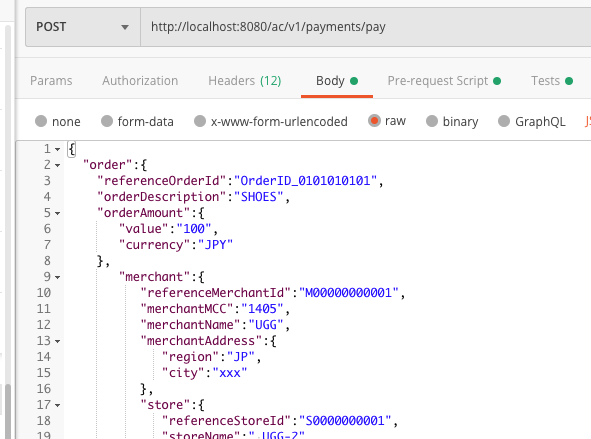 POST http://localhost:8080/ac/v1/payments/pay
Params Authorization Headers (12) Body Pre-request Script Tests
none form-data x-www-form-urlencoded raw binary GraphQL
1 {
2 "order":{
3 "referenceOrderId":"OrderID_0101010101",
4 "orderDescription":"SHOES",
5 "orderAmount":{
6 "value":"100",
7 "currency":"JPY"
8 },
9 "merchant":{
10 "referenceMerchantId":"M00000000001",
11 "merchantMCC":"1405",
12 "merchantName":"UGG",
13 "merchantAddress":{
14 "region":"JP",
15 "city":"xxx"
16 },
17 "store":{
18 "referenceStoreId":"S0000000001",
19 "storeName":"